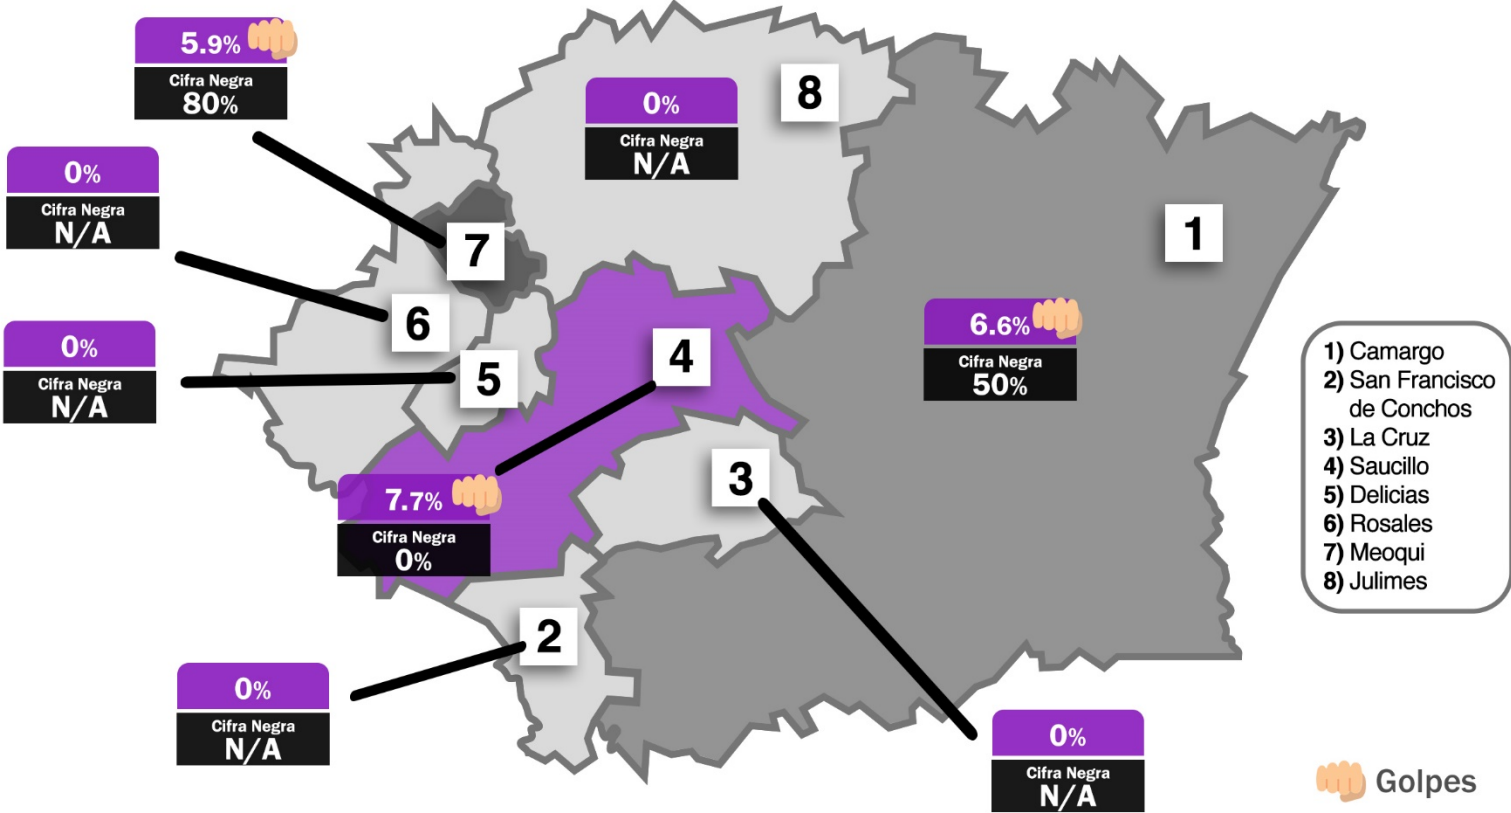 5.9%
Cifra Negra
80%
0%
Cifra Negra
N/A
8
0%
Cifra Negra
N/A
1
7
6
0%
Cifra Negra
N/A
5
4
6.6%
Cifra Negra
50%
7.7%
Cifra Negra
0%
3
2
0%
Cifra Negra
N/A
0%
Cifra Negra
N/A
1) Camargo
2) San Francisco
de Conchos
3) La Cruz
4) Saucillo
5) Delicias
6) Rosales
7) Meoqui
8) Julimes
Golpes